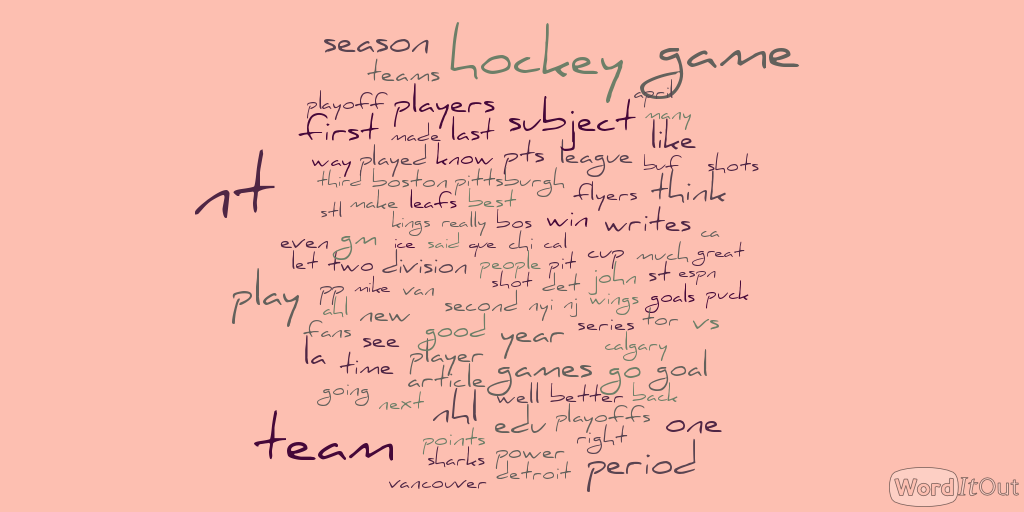 season hockey game
teams
playoff players april
first made last subject many like
way played know pts league buf shots
third boston pittsburgh flyers think
nt
stl make leafs best
kings really bos win writes ca
even gm ice said que chi cal
let two division people pit cup much great
shot det john st espn
play pp mike van
ahl new second nyi nj wings goals puck
fans see good year series tor vs
la time player calgary
article games go goal
going next nhl well better back
team points edu playoffs right one
sharks power
vancouver detroit period
WordItOut